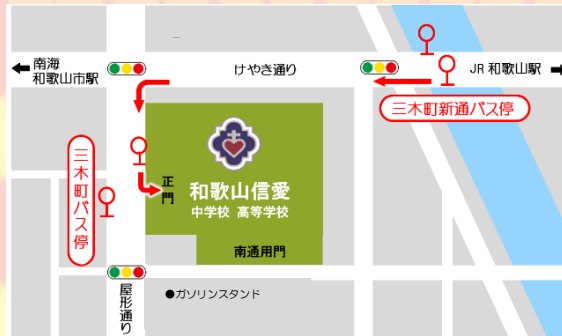 南海
和歌山市駅
けやき通り
JR 和歌山駅
三木町新通バス停
三木町バス停
正門
和歌山信愛
中学校 高等学校
南通用門
屋形通り
●ガソリンスタンド